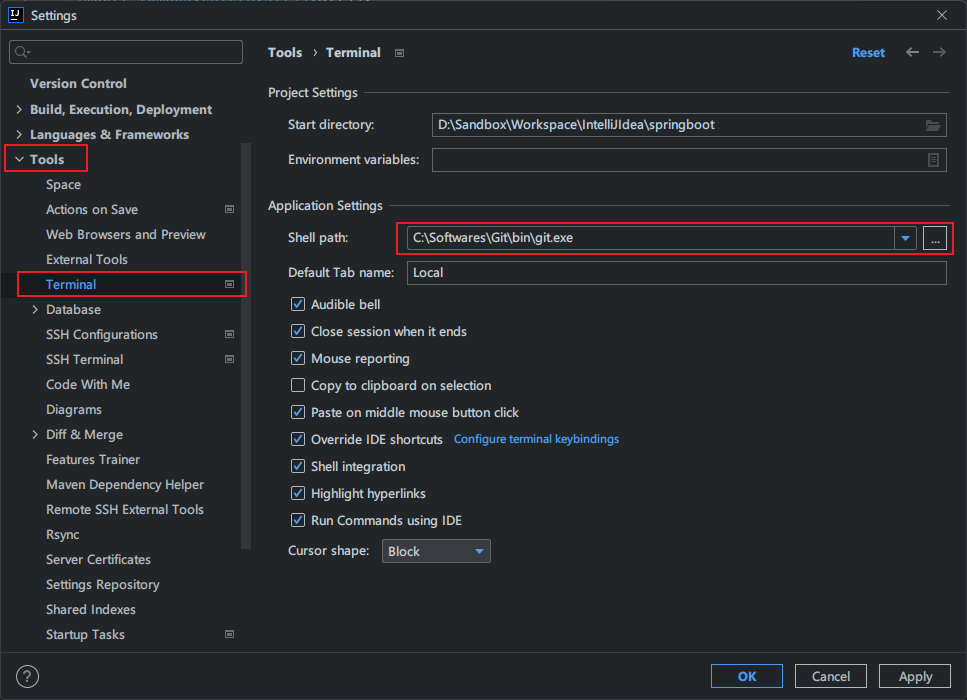 Settings
Version Control
Build, Execution, Deployment
Languages & Frameworks
Tools
Space
Actions on Save
Web Browsers and Preview
External Tools
Terminal
Database
SSH Configurations
SSH Terminal
Code With Me
Diagrams
Diff & Merge
Features Trainer
Maven Dependency Helper
Remote SSH External Tools
Rsync
Server Certificates
Settings Repository
Shared Indexes
Startup Tasks
Tools › Terminal
Reset
Project Settings
Start directory: D:\Sandbox\Workspace\IntelliJIdea\springboot
Environment variables:
Application Settings
Shell path: C:\Softwares\Git\bin\git.exe ...
Default Tab name: Local
Audible bell
Close session when it ends
Mouse reporting
Copy to clipboard on selection
Paste on middle mouse button click
Override IDE shortcuts Configure terminal keybindings
Shell integration
Highlight hyperlinks
Run Commands using IDE
Cursor shape: Block
? OK Cancel Apply